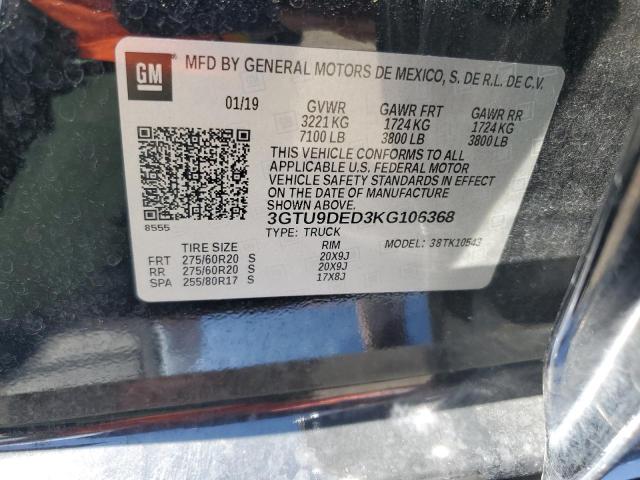 GM MFD BY GENERAL MOTORS DE MEXICO, S. DE R.L. DE C.V.
01/19 GVWR GAWR FRT GAWR RR
3221 KG 1724 KG 1724 KG
7100 LB 3800 LB 3800 LB
THIS VEHICLE CONFORMS TO ALL
APPLICABLE U.S. FEDERAL MOTOR
VEHICLE SAFETY STANDARDS IN EFFECT
ON THE DATE OF MANUFACTURE SHOWN ABOVE.
8555 3GTU9DED3KG106368
TYPE: TRUCK MODEL: 38TK10543
TIRE SIZE RIM
FRT 275/60R20 S 20X9J
RR 275/60R20 S 20X9J
SPA 255/80R17 S 17X8J